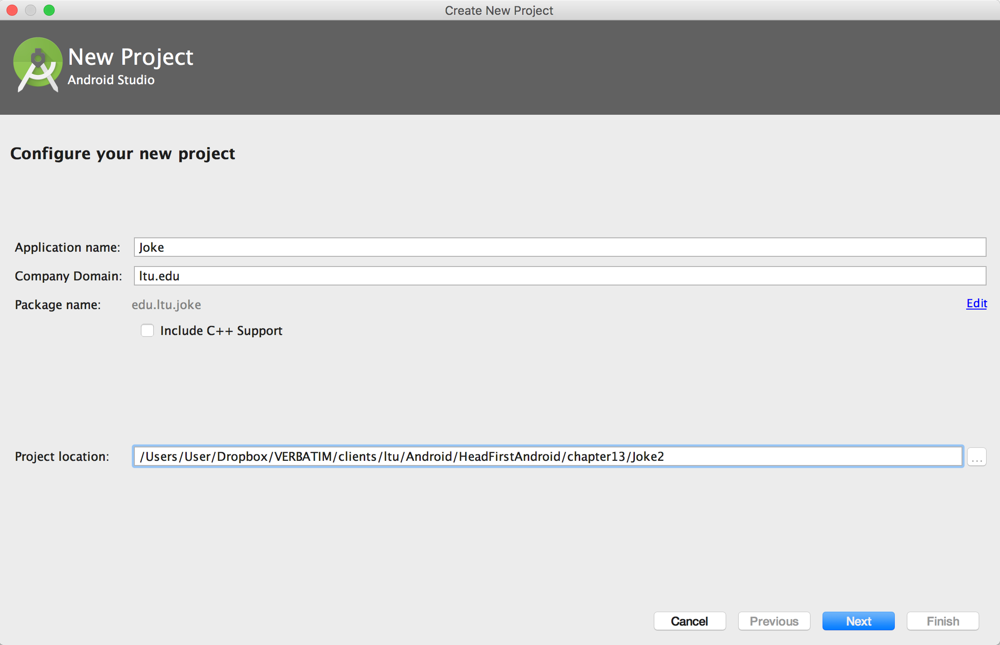 Create New Project
New Project
Android Studio
Configure your new project
Application name: Joke
Company Domain: ltu.edu
Package name: edu.ltu.joke Edit
Include C++ Support
Project location: /Users/User/Dropbox/VERBATIM/clients/ltu/Android/HeadFirstAndroid/chapter13/Joke2 ...
Cancel Previous Next Finish